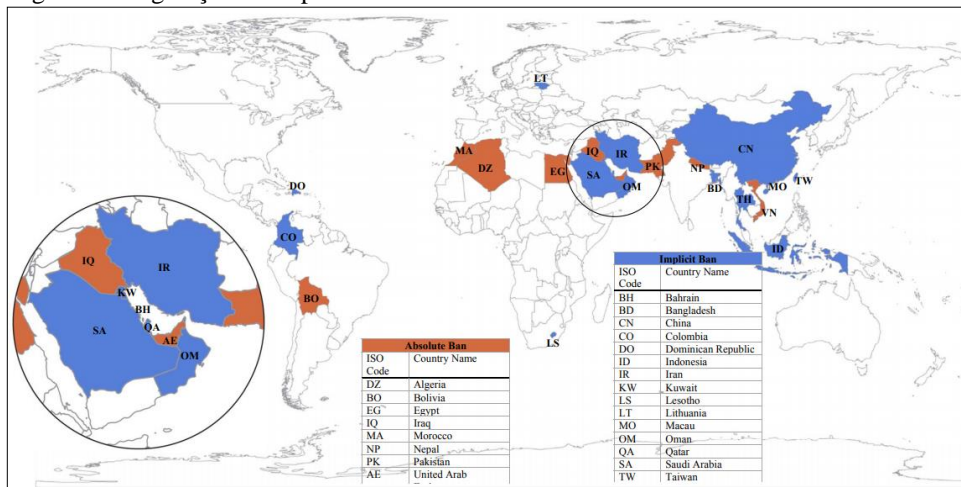 LT
MA
DZ
EG
IQ
IR
SA
OM
PK
NP
BD
CN
TW
MO
TH
VN
ID
DO
CO
BO
LS
IQ
IR
KW
BH
QA
SA
AE
OM
Absolute Ban
ISO Code Country Name
DZ Algeria
BO Bolivia
EG Egypt
IQ Iraq
MA Morocco
NP Nepal
PK Pakistan
AE United Arab
Implicit Ban
ISO Code Country Name
BH Bahrain
BD Bangladesh
CN China
CO Colombia
DO Dominican Republic
ID Indonesia
IR Iran
KW Kuwait
LS Lesotho
LT Lithuania
MO Macau
OM Oman
QA Qatar
SA Saudi Arabia
TW Taiwan